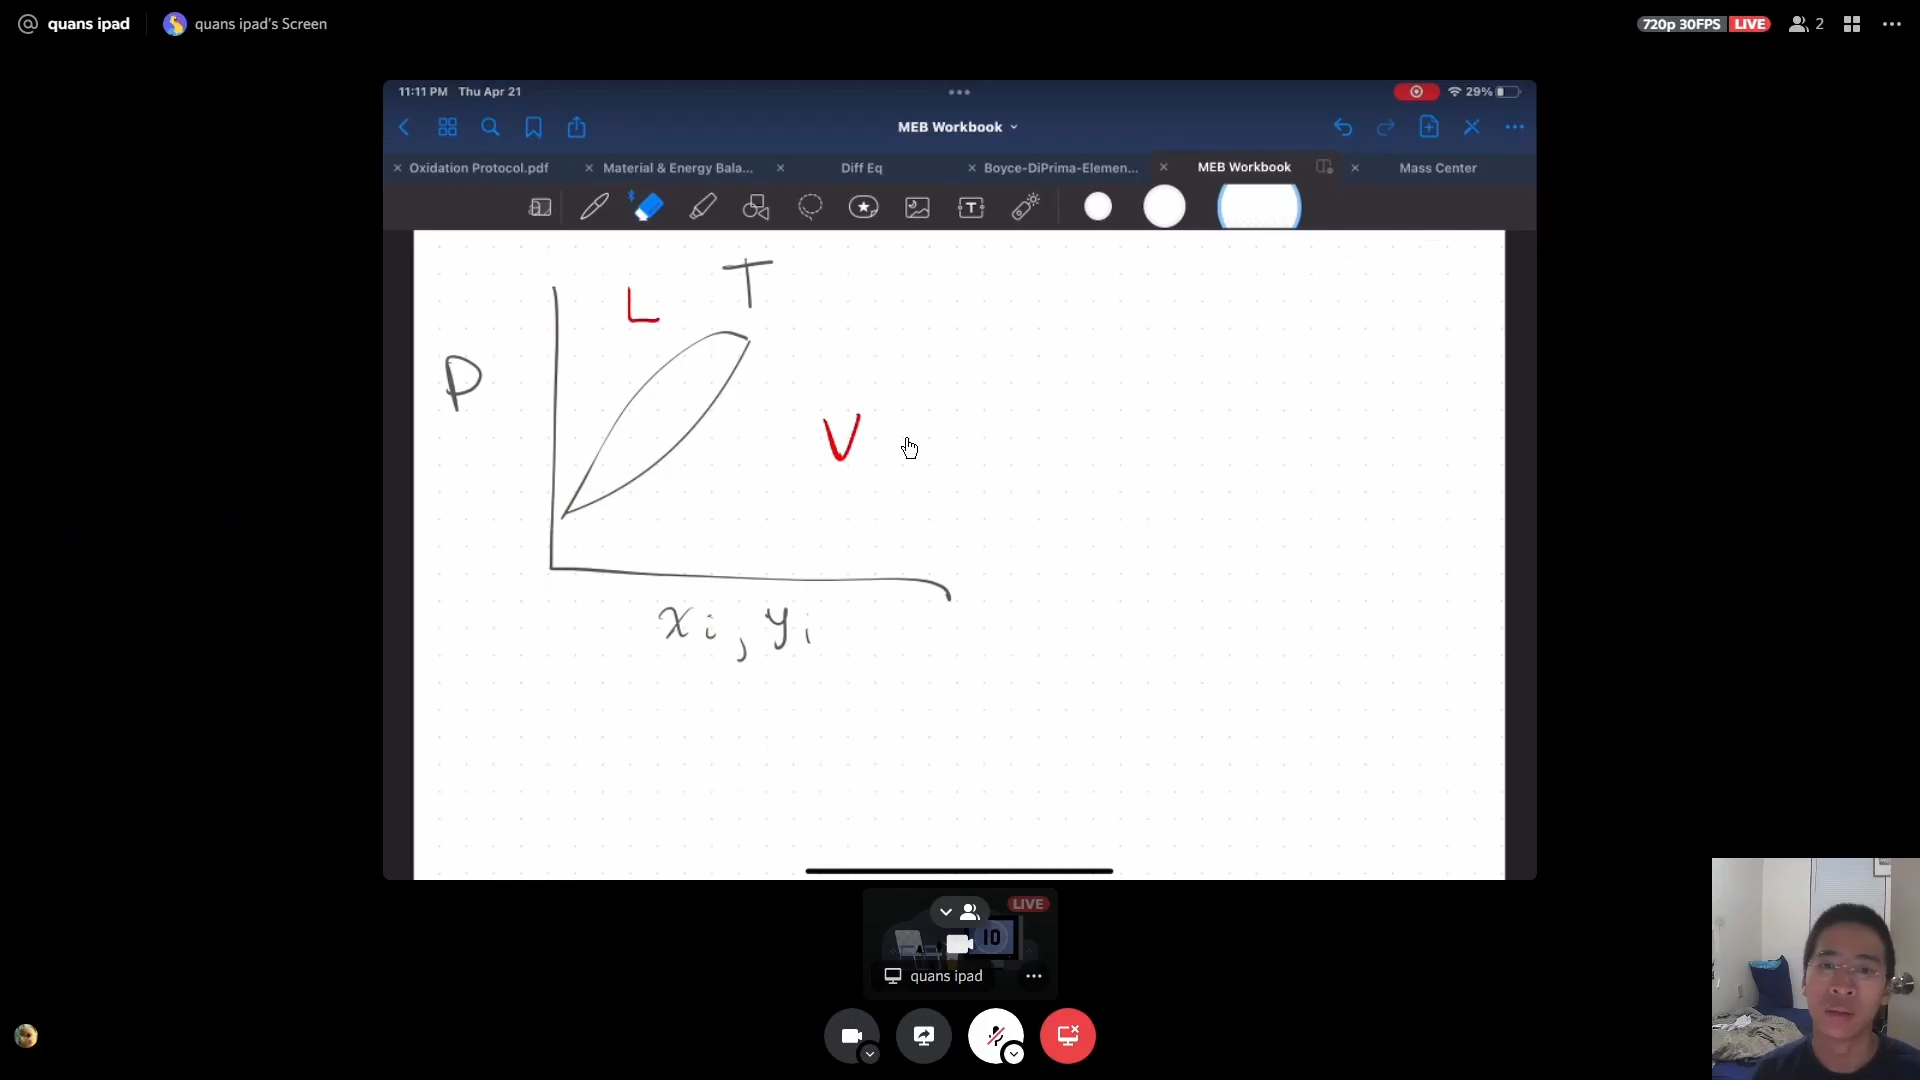 quans ipad
quans ipad's Screen
720p 30FPS LIVE
2
11:11 PM Thu Apr 21
29%
MEB Workbook
Oxidation Protocol.pdf
Material & Energy Bala...
Diff Eq
Boyce-DiPrima-Elemen...
MEB Workbook
Mass Center
T
L
T
P
V
xi, yi
LIVE
10
quans ipad